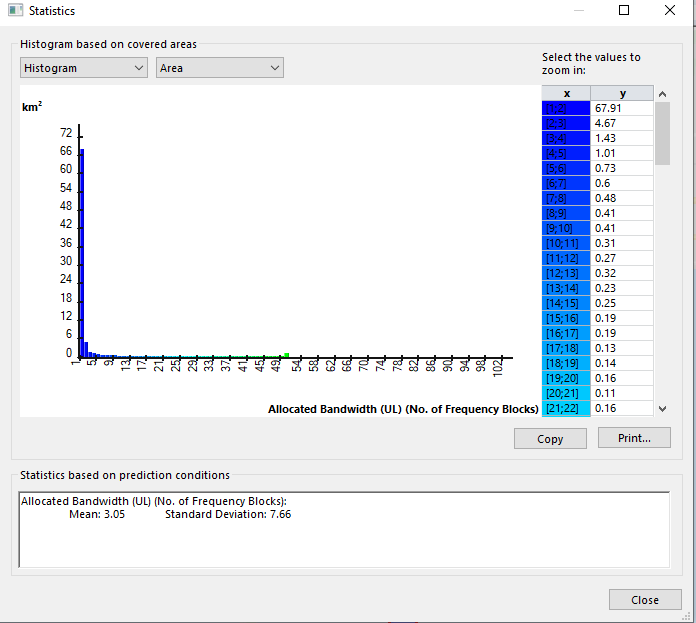 Statistics
Histogram based on covered areas
Histogram Area
Select the values to
zoom in:
km²
72
66
60
54
48
42
36
30
24
18
12
6
0
1 5 9 13 17 21 25 29 33 37 41 45 49 54 58 62 66 70 74 78 82 86 90 94 98 102
Allocated Bandwidth (UL) (No. of Frequency Blocks)
x y
[1;2[ 67.91
[2;3[ 4.67
[3;4[ 1.43
[4;5[ 1.01
[5;6[ 0.73
[6;7[ 0.6
[7;8[ 0.48
[8;9[ 0.41
[9;10[ 0.41
[10;11[ 0.31
[11;12[ 0.27
[12;13[ 0.32
[13;14[ 0.23
[14;15[ 0.25
[15;16[ 0.19
[16;17[ 0.19
[17;18[ 0.13
[18;19[ 0.14
[19;20[ 0.16
[20;21[ 0.11
[21;22[ 0.16
Copy Print...
Statistics based on prediction conditions
Allocated Bandwidth (UL) (No. of Frequency Blocks):
Mean: 3.05 Standard Deviation: 7.66
Close